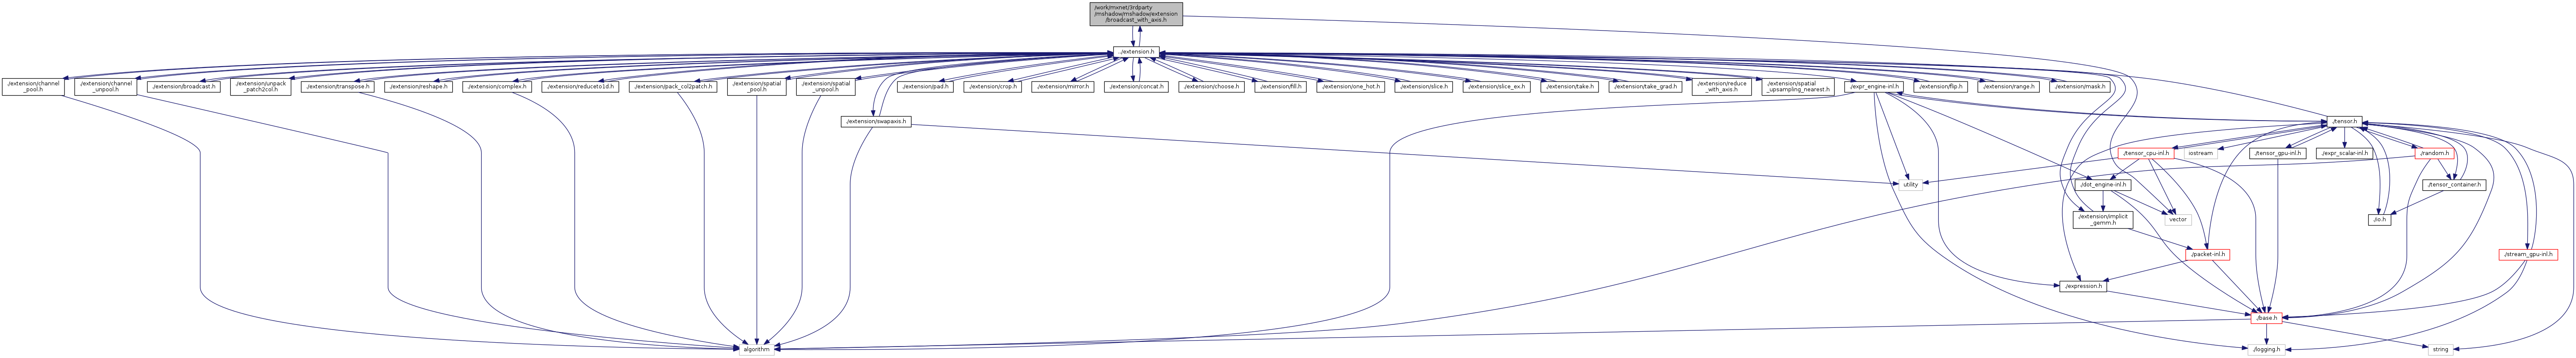 /work/mxnet/3rdparty
/mshadow/mshadow/extension
/broadcast_with_axis.h
../extension.h
./extension/channel
_pool.h
./extension/channel
_unpool.h
./extension/broadcast.h
./extension/unpack
_patch2col.h
./extension/transpose.h
./extension/reshape.h
./extension/complex.h
./extension/reduceto1d.h
./extension/pack_col2patch.h
./extension/spatial
_pool.h
./extension/spatial
_unpool.h
./extension/pad.h
./extension/crop.h
./extension/mirror.h
./extension/concat.h
./extension/choose.h
./extension/fill.h
./extension/one_hot.h
./extension/slice.h
./extension/slice_ex.h
./extension/take.h
./extension/take_grad.h
./extension/reduce
_with_axis.h
./extension/spatial
_upsampling_nearest.h
./expr_engine-inl.h
./extension/flip.h
./extension/range.h
./extension/mask.h
./extension/swapaxis.h
./tensor.h
./tensor_cpu-inl.h
iostream
./tensor_gpu-inl.h
./expr_scalar-inl.h
./random.h
utility
./dot_engine-inl.h
./tensor_container.h
./extension/implicit
_gemm.h
vector
./io.h
./packet-inl.h
./stream_gpu-inl.h
./expression.h
./base.h
algorithm
./logging.h
string